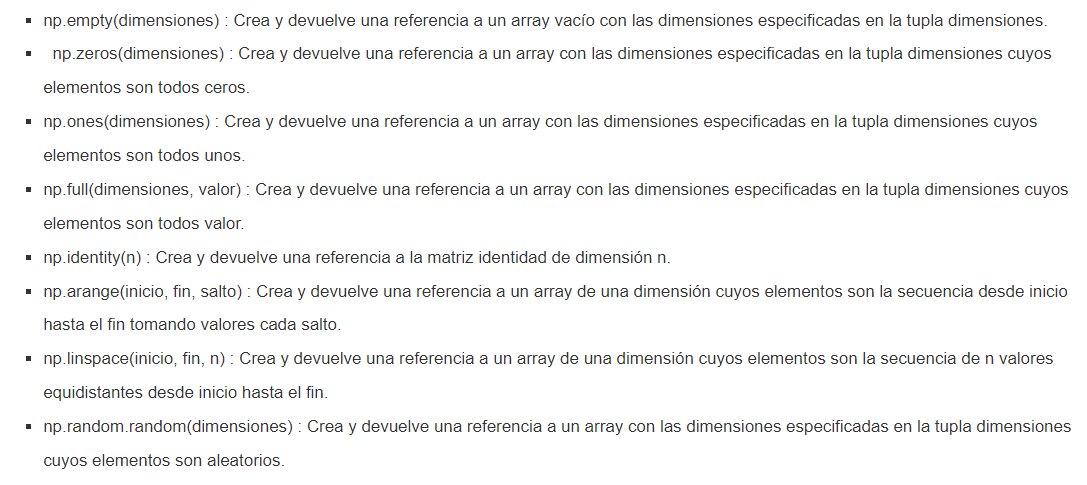 ▪ np.empty(dimensiones) : Crea y devuelve una referencia a un array vacío con las dimensiones especificadas en la tupla dimensiones.
▪ np.zeros(dimensiones) : Crea y devuelve una referencia a un array con las dimensiones especificadas en la tupla dimensiones cuyos
elementos son todos ceros.
▪ np.ones(dimensiones) : Crea y devuelve una referencia a un array con las dimensiones especificadas en la tupla dimensiones cuyos
elementos son todos unos.
▪ np.full(dimensiones, valor) : Crea y devuelve una referencia a un array con las dimensiones especificadas en la tupla dimensiones cuyos
elementos son todos valor.
▪ np.identity(n) : Crea y devuelve una referencia a la matriz identidad de dimensión n.
▪ np.arange(inicio, fin, salto) : Crea y devuelve una referencia a un array de una dimensión cuyos elementos son la secuencia desde inicio
hasta el fin tomando valores cada salto.
▪ np.linspace(inicio, fin, n) : Crea y devuelve una referencia a un array de una dimensión cuyos elementos son la secuencia de n valores
equidistantes desde inicio hasta el fin.
▪ np.random.random(dimensiones) : Crea y devuelve una referencia a un array con las dimensiones especificadas en la tupla dimensiones
cuyos elementos son aleatorios.